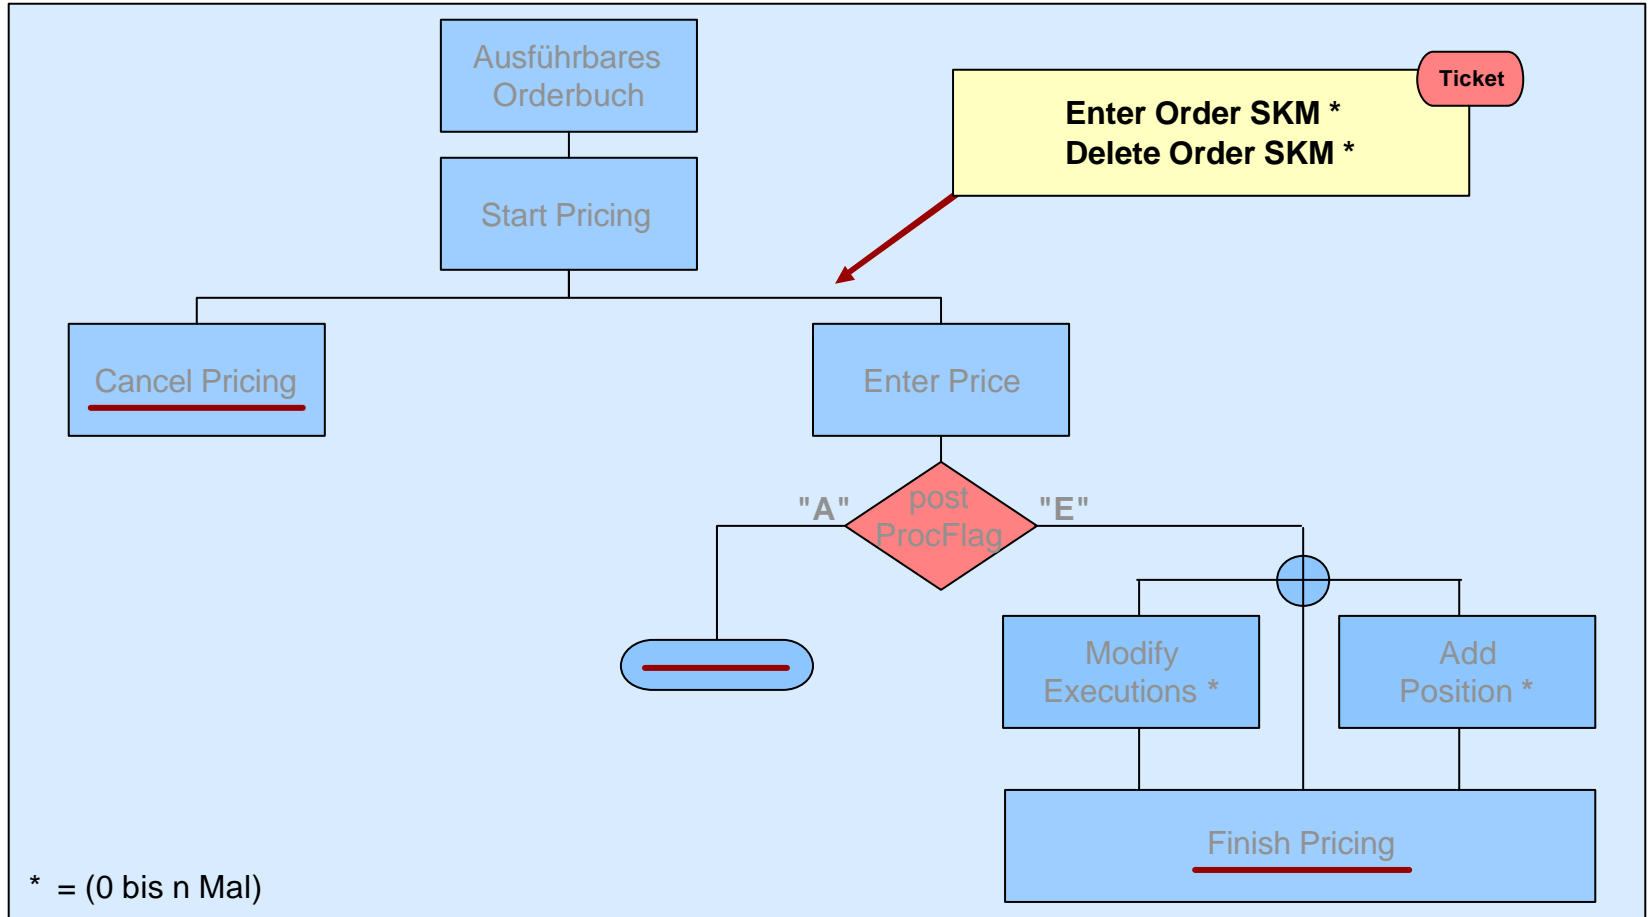 Ausführbares
Orderbuch
Ticket
Enter Order SKM *
Delete Order SKM *
Start Pricing
Cancel Pricing
Enter Price
"A"
post
ProcFlag
"E"
Modify
Executions *
Add
Position *
Finish Pricing
* = (0 bis n Mal)